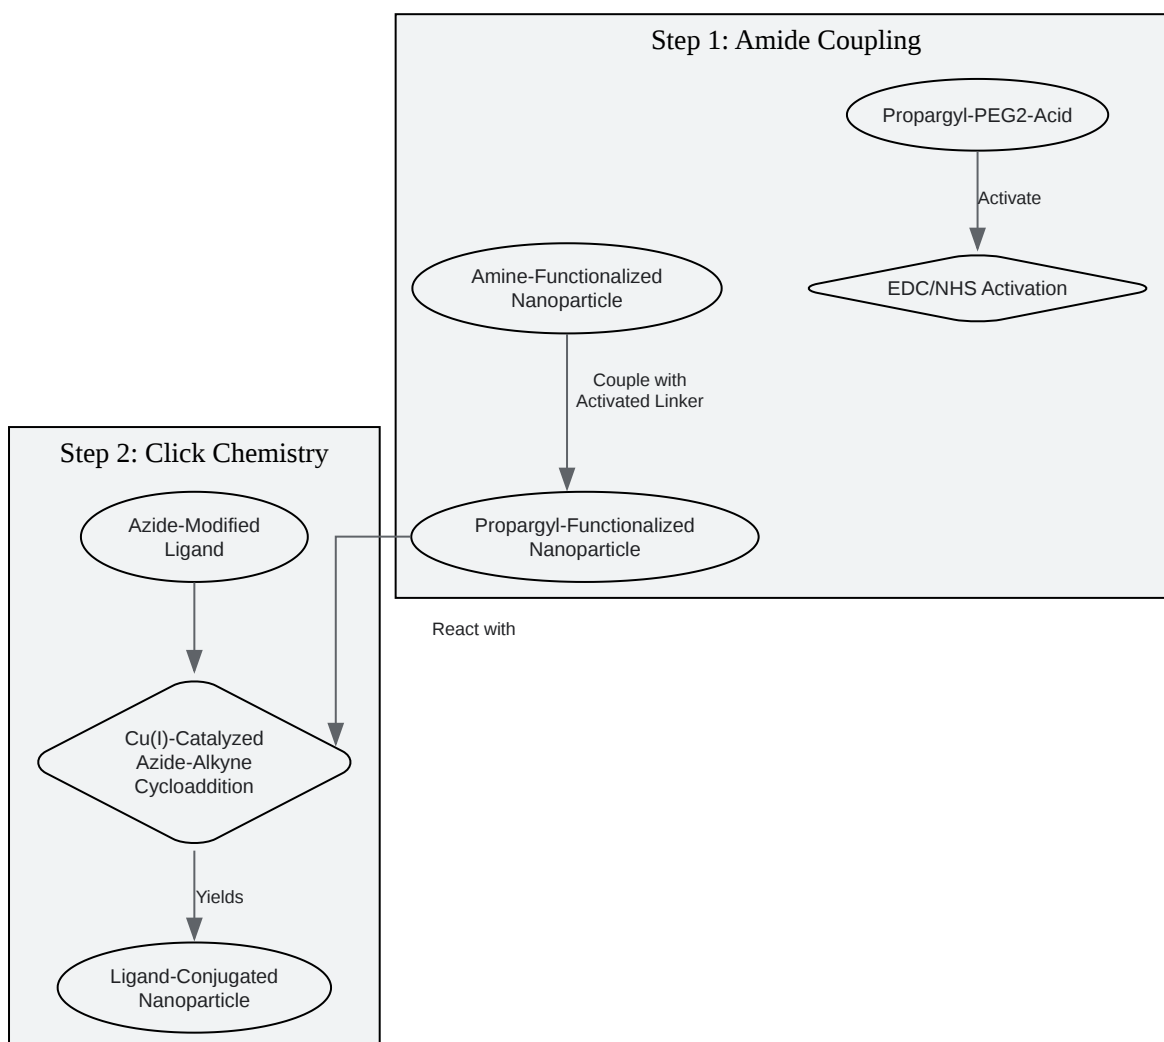 Step 1: Amide Coupling
Propargyl-PEG2-Acid
Activate
Amine-Functionalized
Nanoparticle
EDC/NHS Activation
Couple with
Activated Linker
Propargyl-Functionalized
Nanoparticle
React with
Step 2: Click Chemistry
Azide-Modified
Ligand
Cu(I)-Catalyzed
Azide-Alkyne
Cycloaddition
Yields
Ligand-Conjugated
Nanoparticle